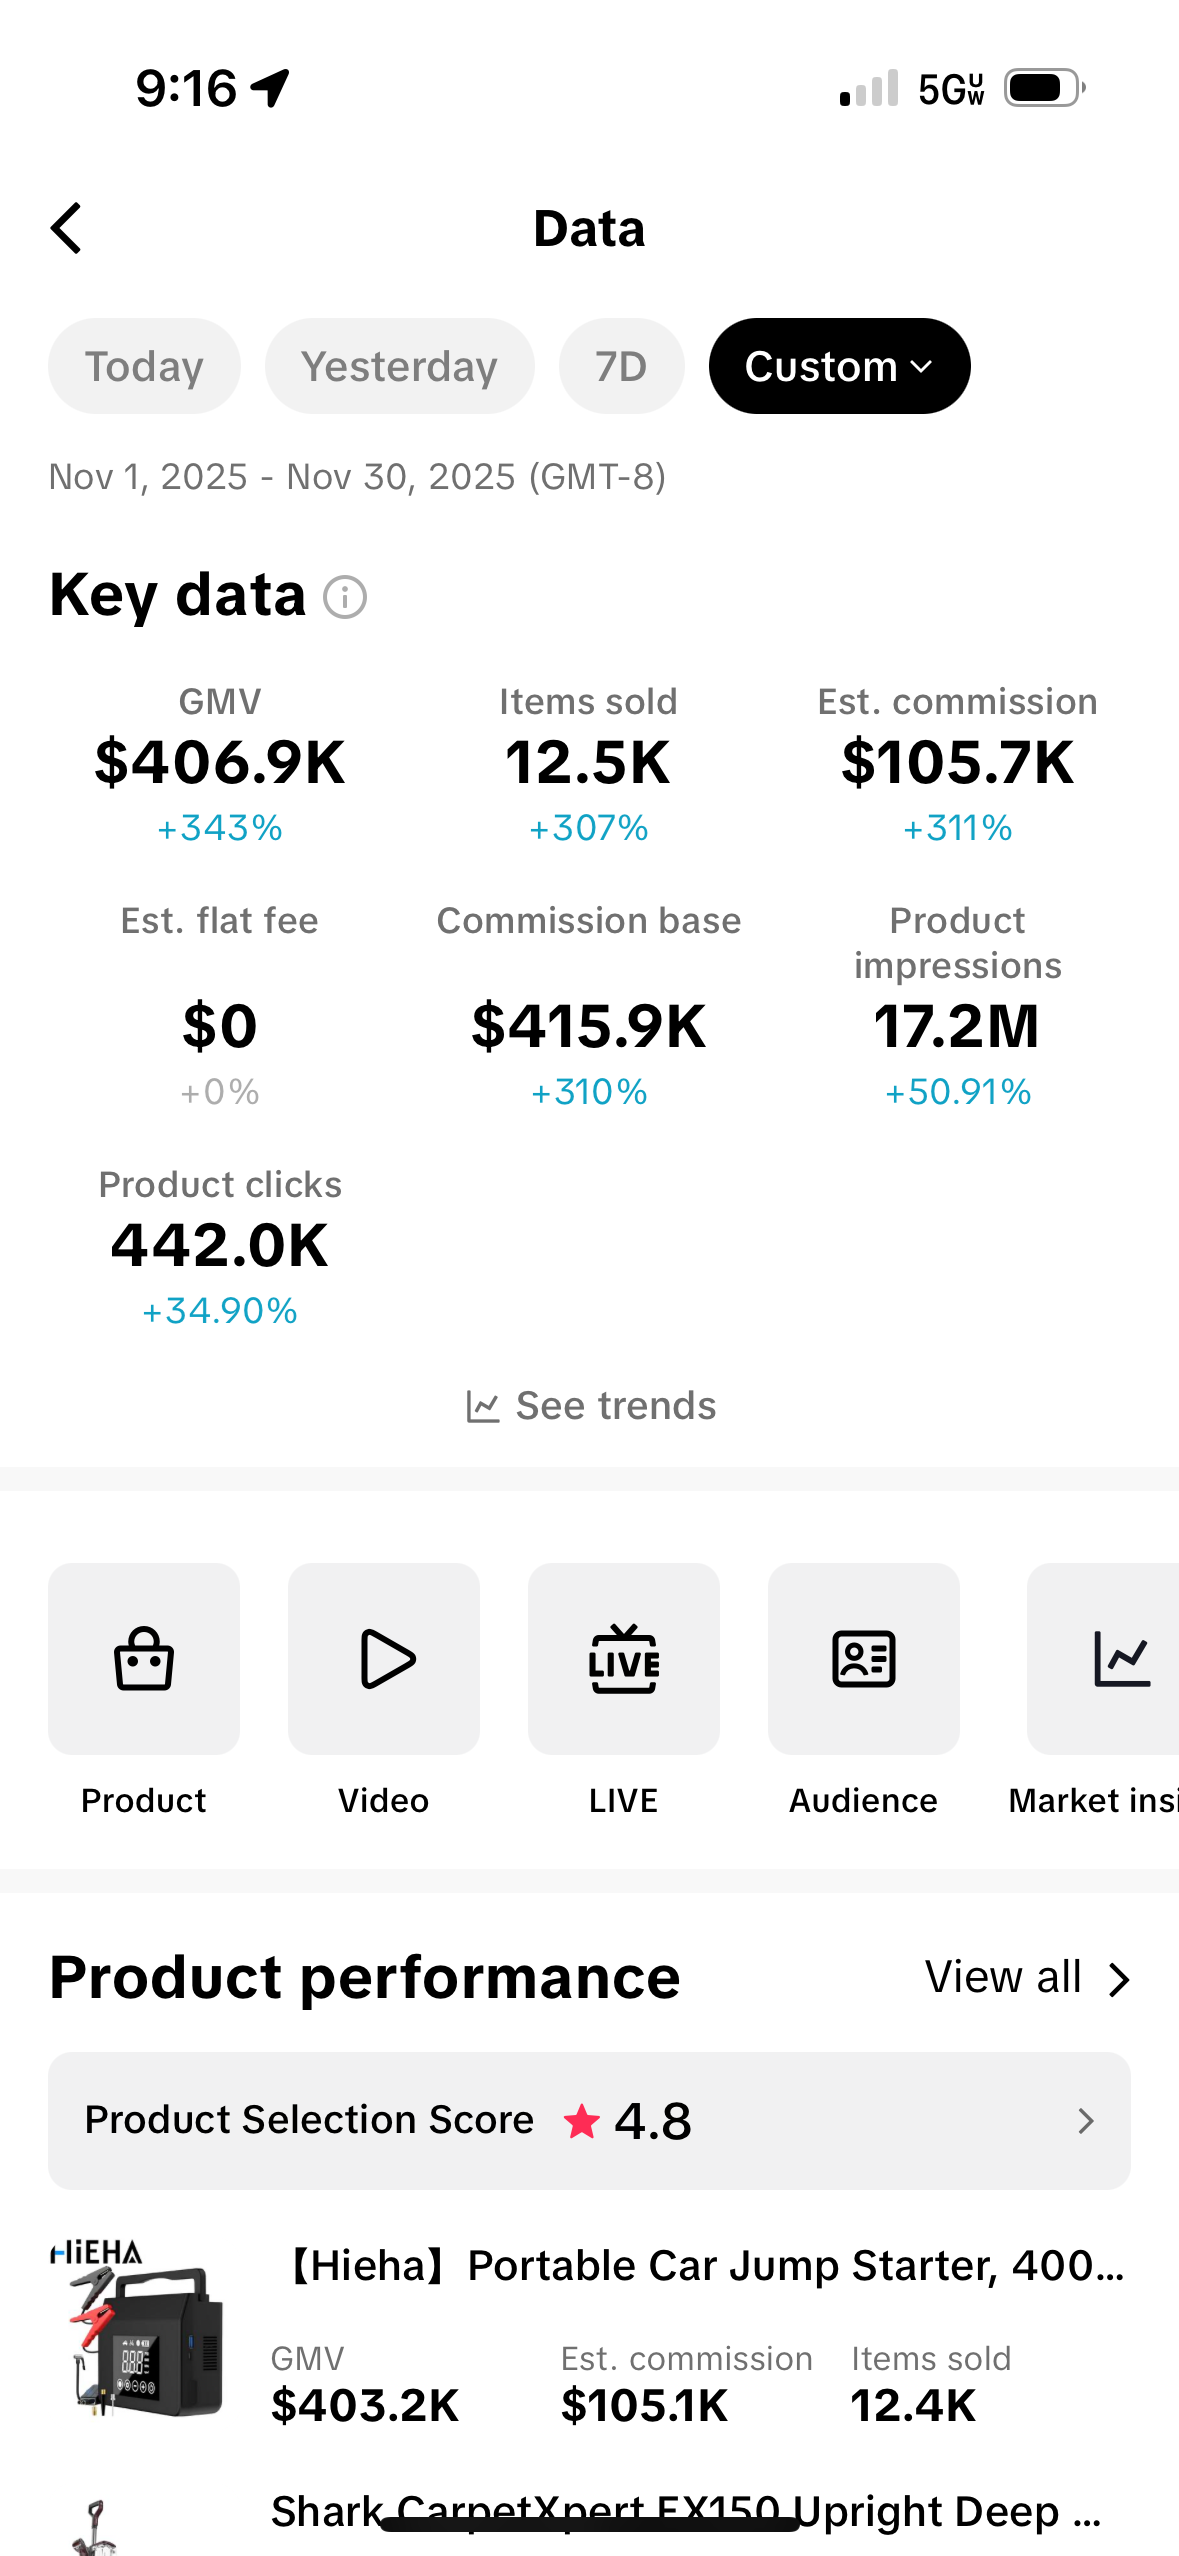 9:16
5G UW
Data
Today Yesterday 7D Custom
Nov 1, 2025 - Nov 30, 2025 (GMT-8)
Key data
GMV Items sold Est. commission
$406.9K 12.5K $105.7K
+343% +307% +311%
Est. flat fee Commission base Product impressions
$0 $415.9K 17.2M
+0% +310% +50.91%
Product clicks
442.0K
+34.90%
See trends
LIVE
Product Video LIVE Audience Market insi
Product performance View all
Product Selection Score 4.8
HiEHA
【Hieha】Portable Car Jump Starter, 400...
GMV Est. commission Items sold
$403.2K $105.1K 12.4K
Shark CarpetXpert EX150 Upright Deep ...